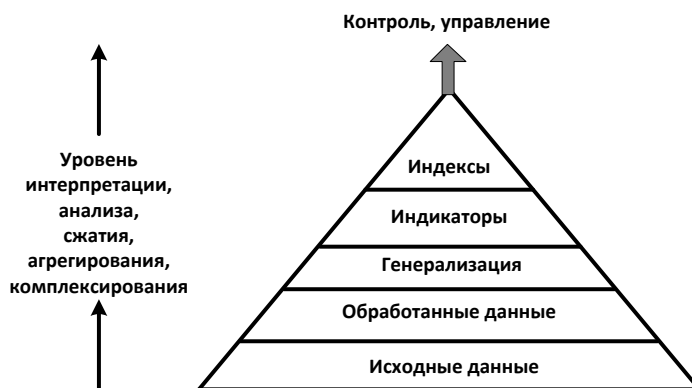 Контроль, управление
Уровень
интерпретации,
анализа,
сжатия,
агрегирования,
комплексирования
Индексы
Индикаторы
Генерализация
Обработанные данные
Исходные данные